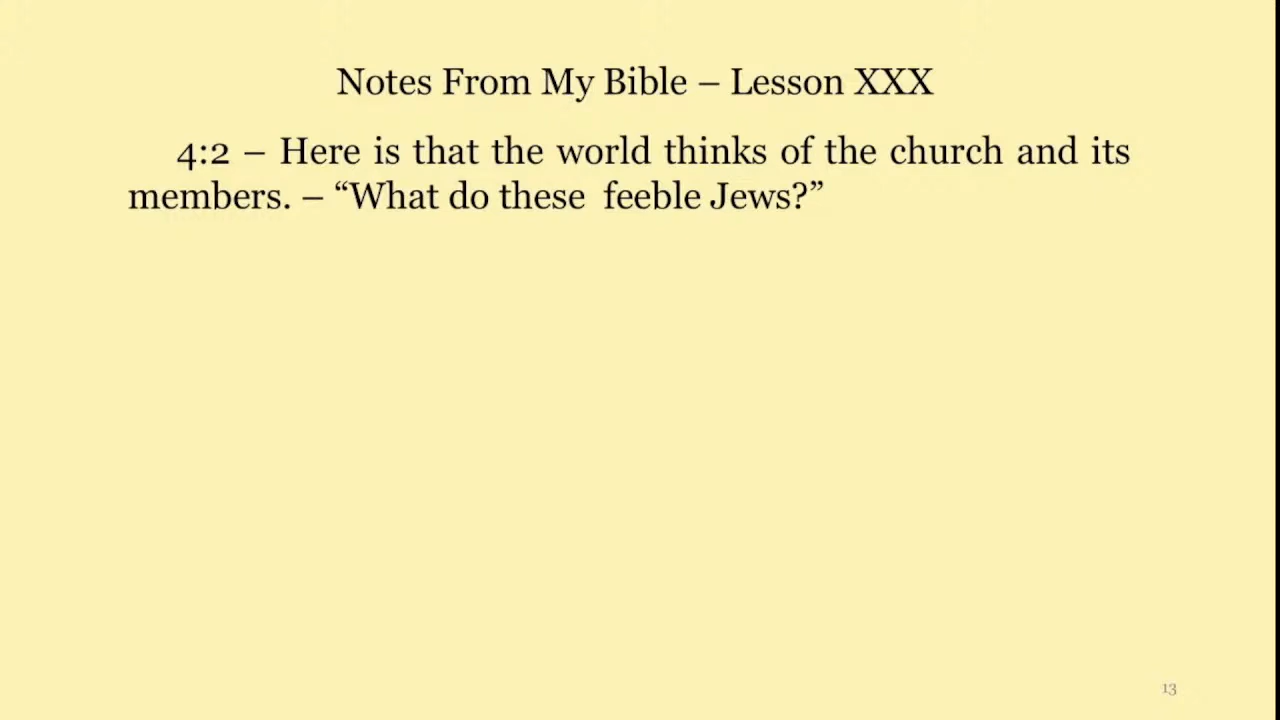 Notes From My Bible – Lesson XXX
4:2 – Here is that the world thinks of the church and its
members. – “What do these  feeble Jews?”
13